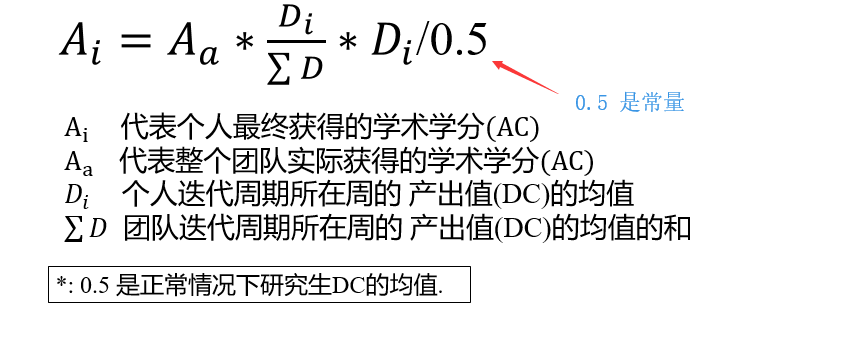 A_i = A_a * D_i/∑D * D_i/0.5
0.5 是常量
A_i 代表个人最终获得的学术学分(AC)
A_a 代表整个团队实际获得的学术学分(AC)
D_i 个人迭代周期所在周的 产出值(DC)的均值
∑D 团队迭代周期所在周的 产出值(DC)的均值的和
*: 0.5 是正常情况下研究生DC的均值.